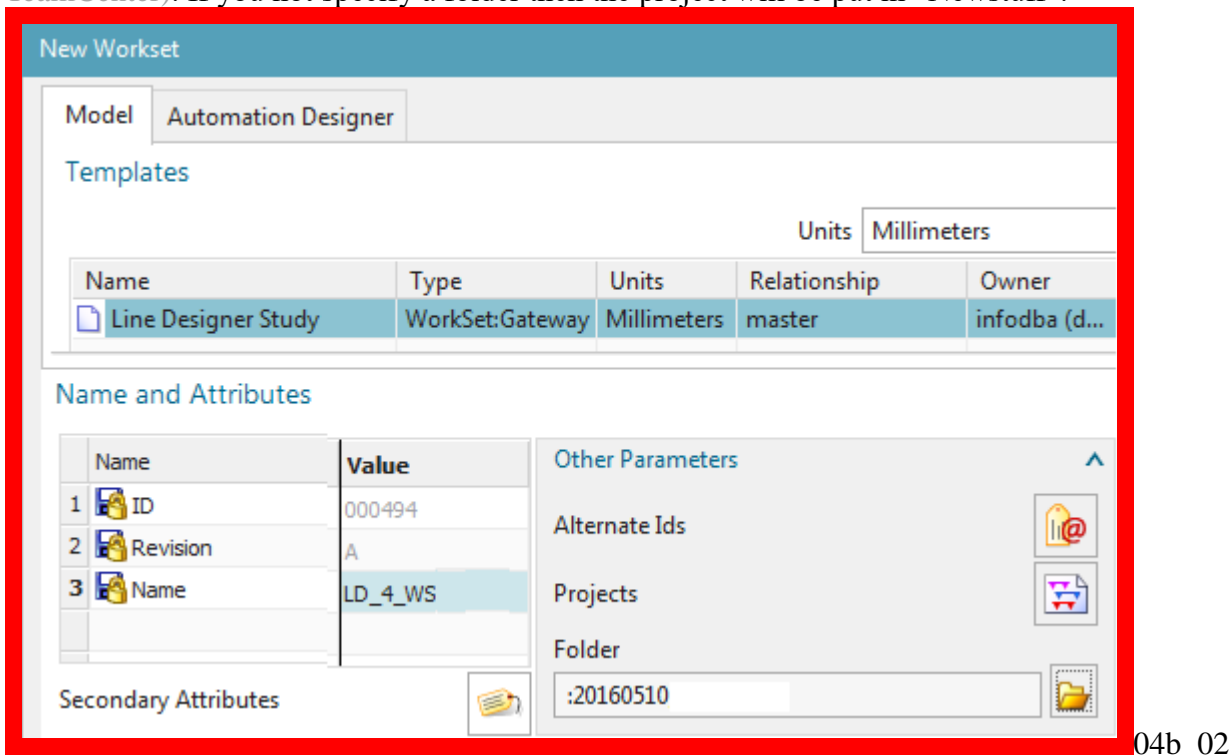 New Workset
Model Automation Designer
Templates
Units Millimeters
Name Type Units Relationship Owner
Line Designer Study WorkSet:Gateway Millimeters master infodba (d...
Name and Attributes
Name Value
1 ID 000494
2 Revision A
3 Name LD_4_WS
Other Parameters
Alternate Ids
Projects
Folder
:20160510
Secondary Attributes
04b_02